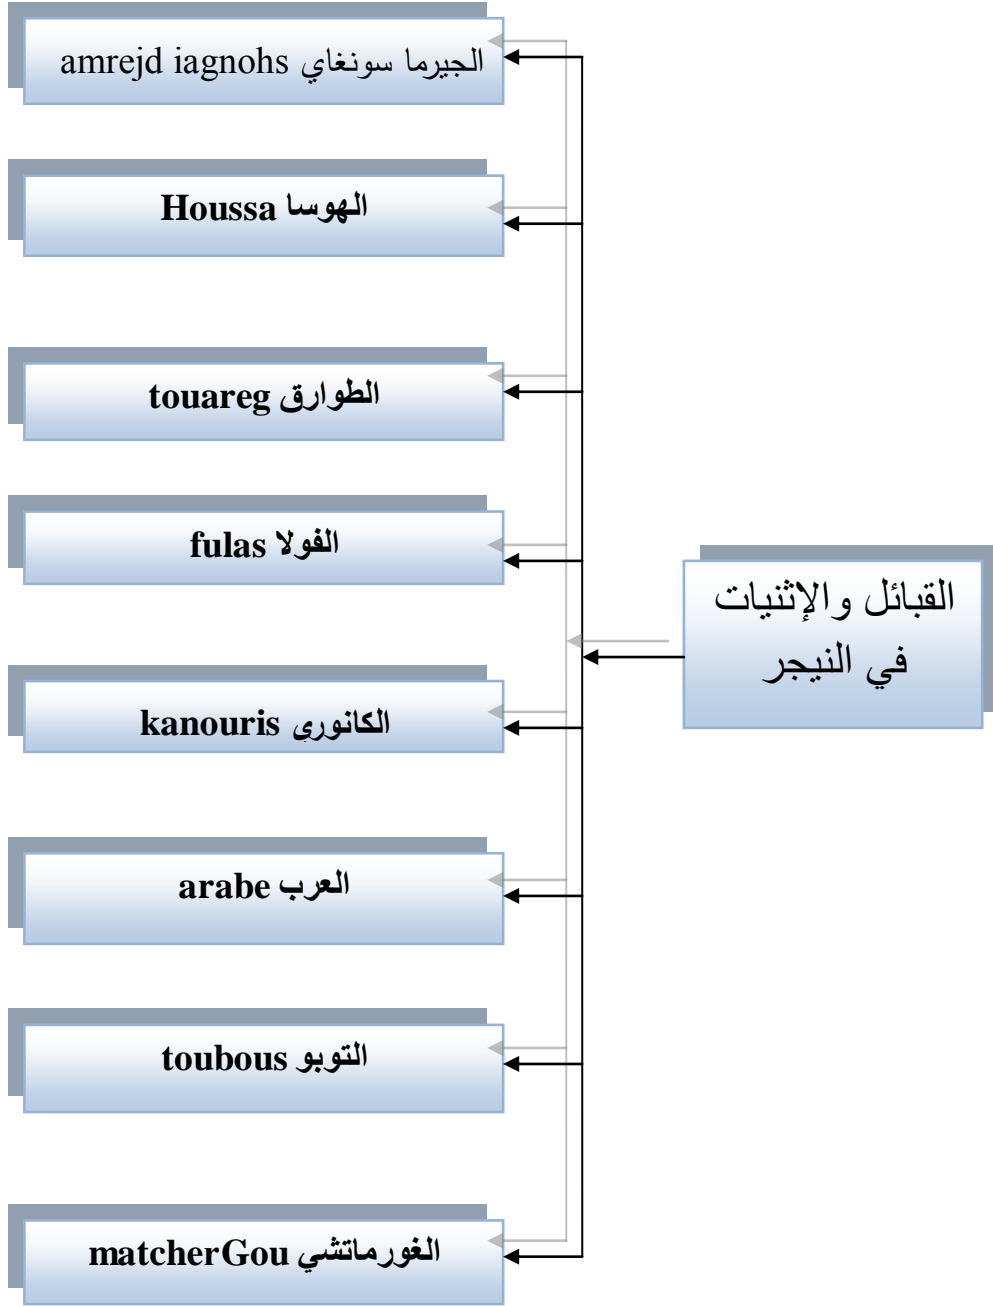 الجيرما سونغاي amrejd iagnohs
الهوسا Houssa
الطوارق touareg
الفولا fulas
القبائل والإثنيات
في النيجر
الكانوري kanouris
العرب arabe
التوبو toubous
الغورماتشي matcherGou